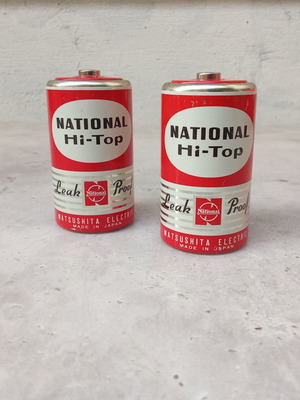 NATIONAL
Hi-Top
Leak National Proof
MATSUSHITA ELECTRIC
MADE IN JAPAN
NATIONAL
Hi-Top
Leak National Proof
MATSUSHITA ELECTRI
MADE IN JAPAN